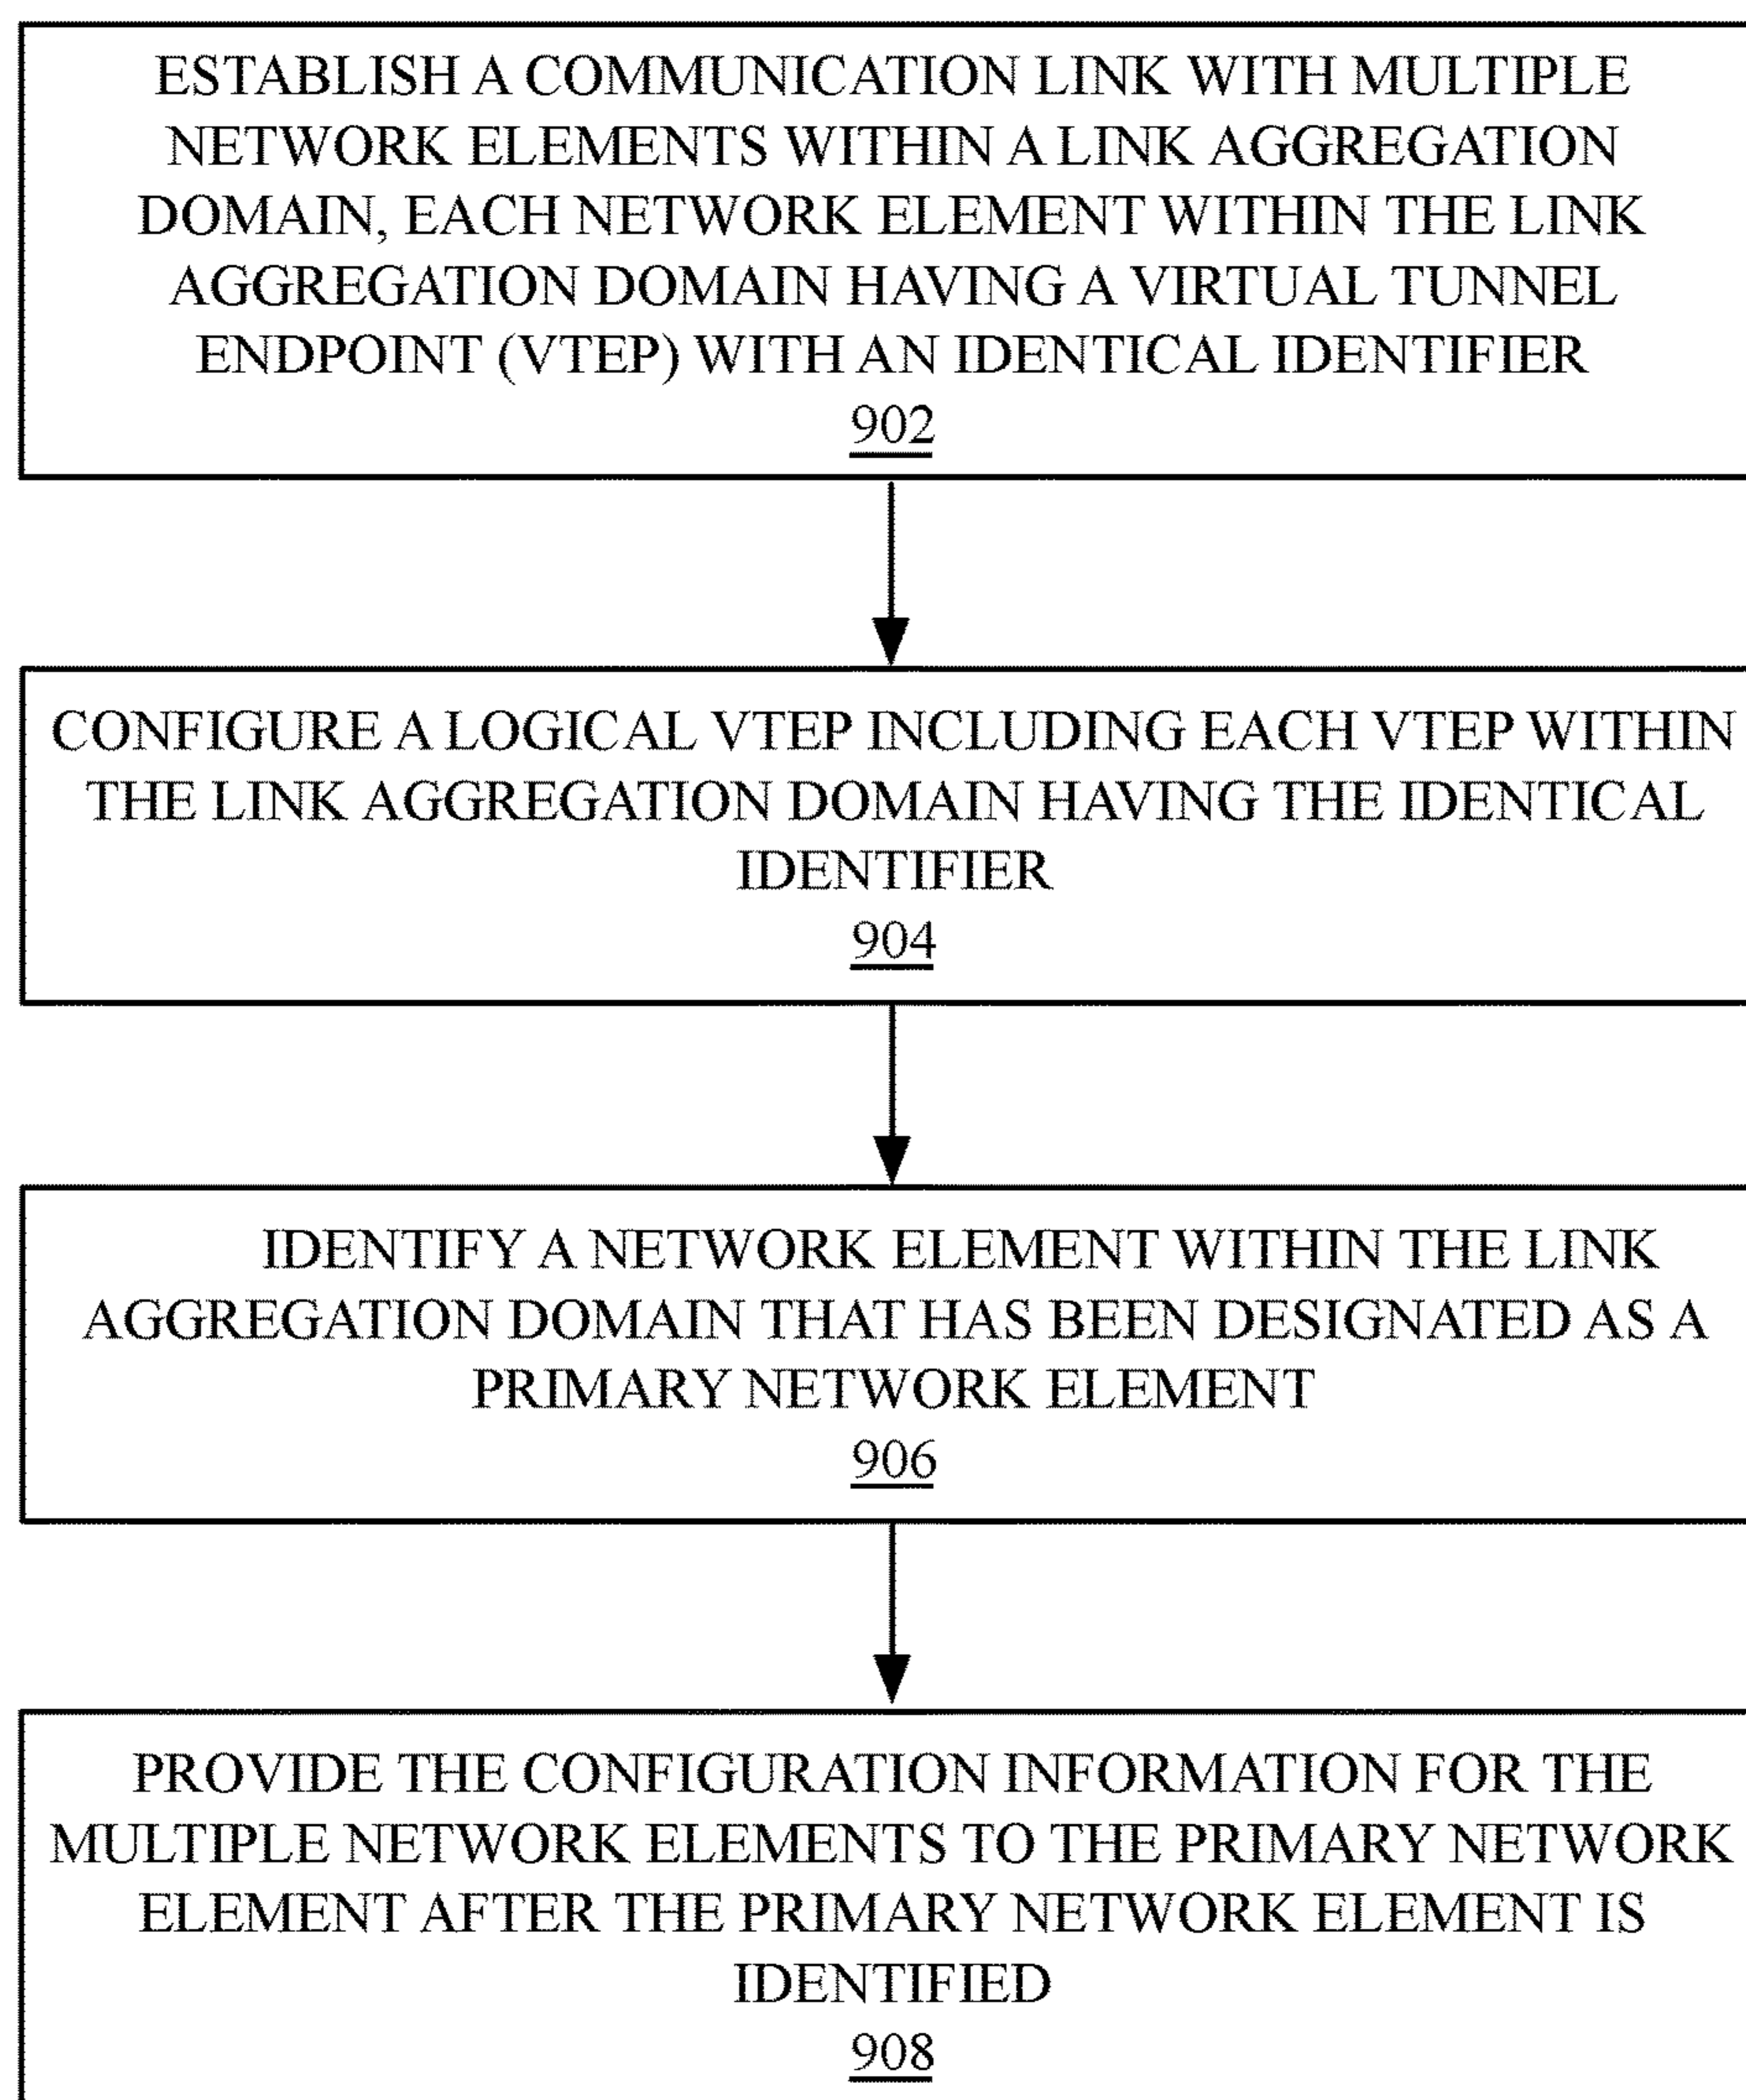 ESTABLISH A COMMUNICATION LINK WITH MULTIPLE
NETWORK ELEMENTS WITHIN A LINK AGGREGATION
DOMAIN, EACH NETWORK ELEMENT WITHIN THE LINK
AGGREGATION DOMAIN HAVING A VIRTUAL TUNNEL
ENDPOINT (VTEP) WITH AN IDENTICAL IDENTIFIER
902
CONFIGURE A LOGICAL VTEP INCLUDING EACH VTEP WITHIN
THE LINK AGGREGATION DOMAIN HAVING THE IDENTICAL
IDENTIFIER
904
IDENTIFY A NETWORK ELEMENT WITHIN THE LINK
AGGREGATION DOMAIN THAT HAS BEEN DESIGNATED AS A
PRIMARY NETWORK ELEMENT
906
PROVIDE THE CONFIGURATION INFORMATION FOR THE
MULTIPLE NETWORK ELEMENTS TO THE PRIMARY NETWORK
ELEMENT AFTER THE PRIMARY NETWORK ELEMENT IS
IDENTIFIED
908